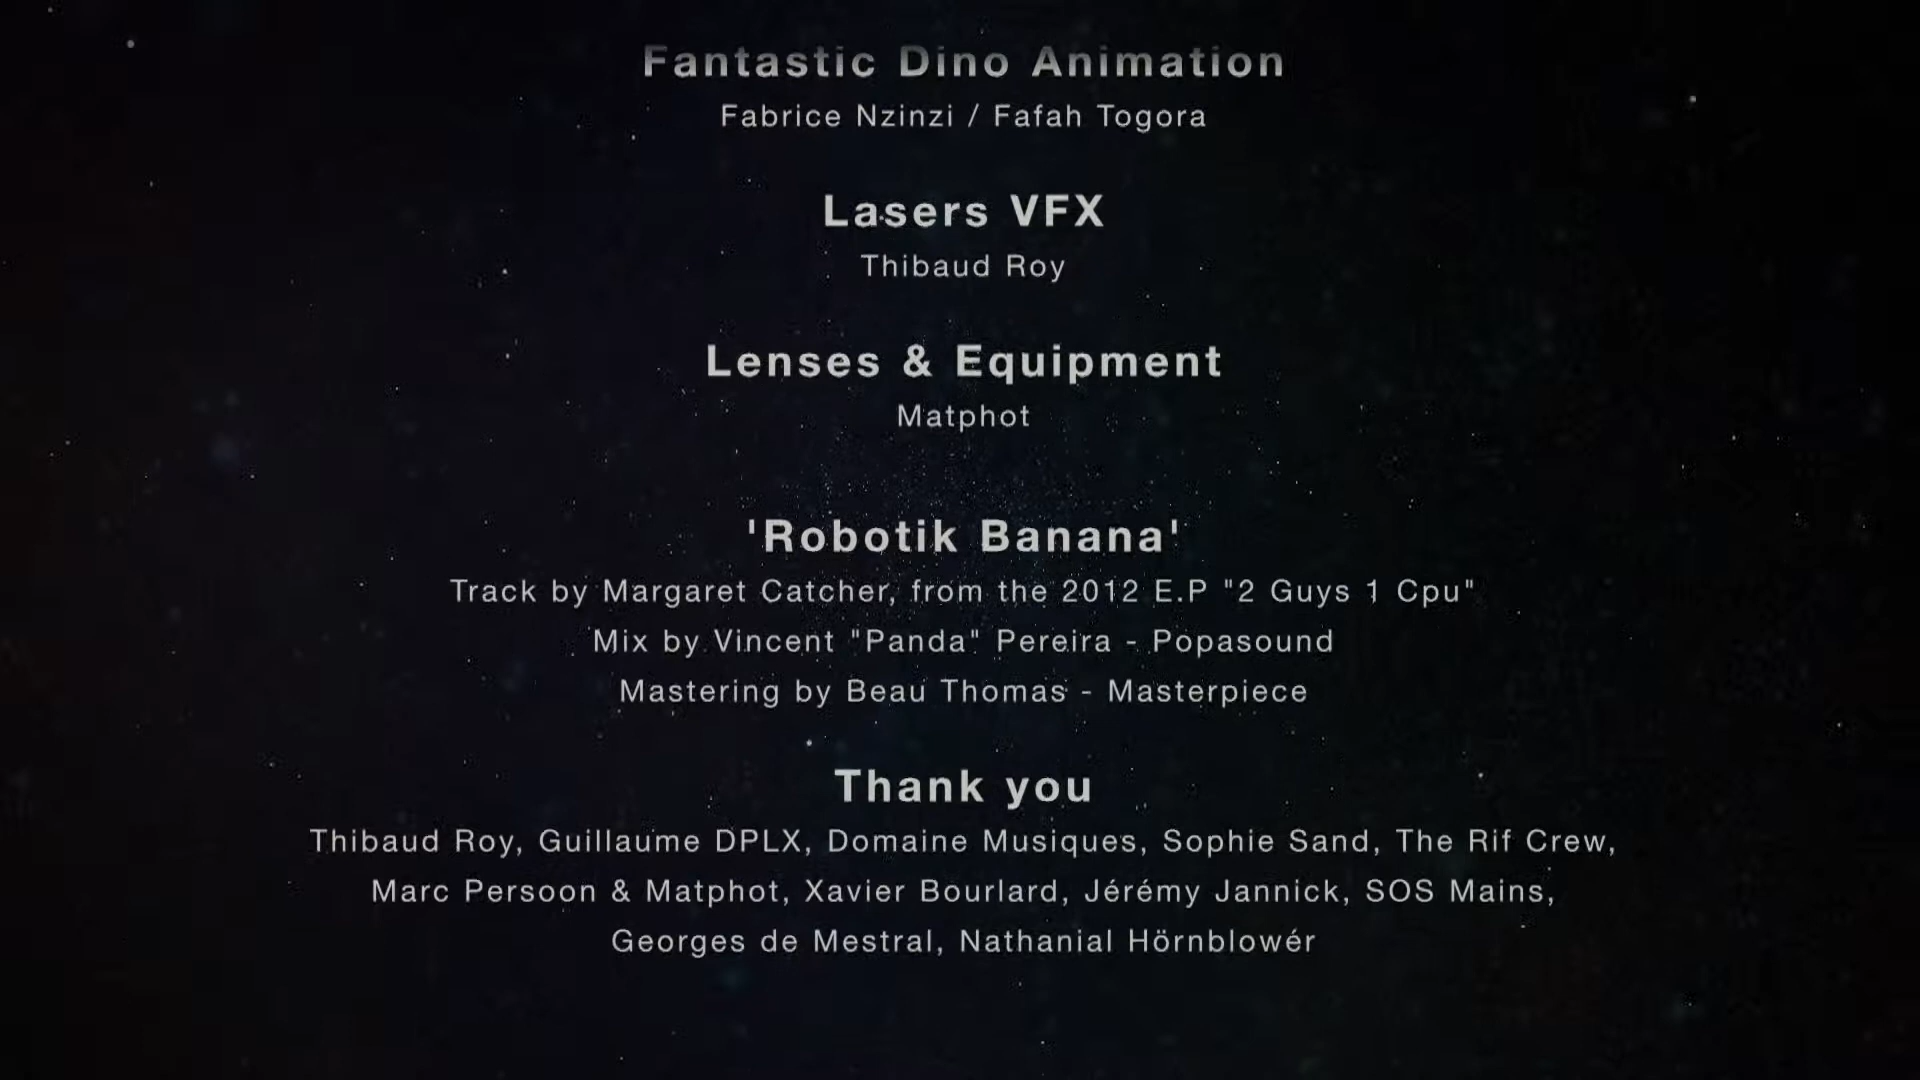 Fantastic Dino Animation
Fabrice Nzinzi / Fafah Togora
Lasers VFX
Thibaud Roy
Lenses & Equipment
Matphot
'Robotik Banana'
Track by Margaret Catcher, from the 2012 E.P "2 Guys 1 Cpu"
Mix by Vincent "Panda" Pereira - Popasound
Mastering by Beau Thomas - Masterpiece
Thank you
Thibaud Roy, Guillaume DPLX, Domaine Musiques, Sophie Sand, The Rif Crew,
Marc Persoon & Matphot, Xavier Bourlard, Jérémy Jannick, SOS Mains,
Georges de Mestral, Nathanial Hörnblowér